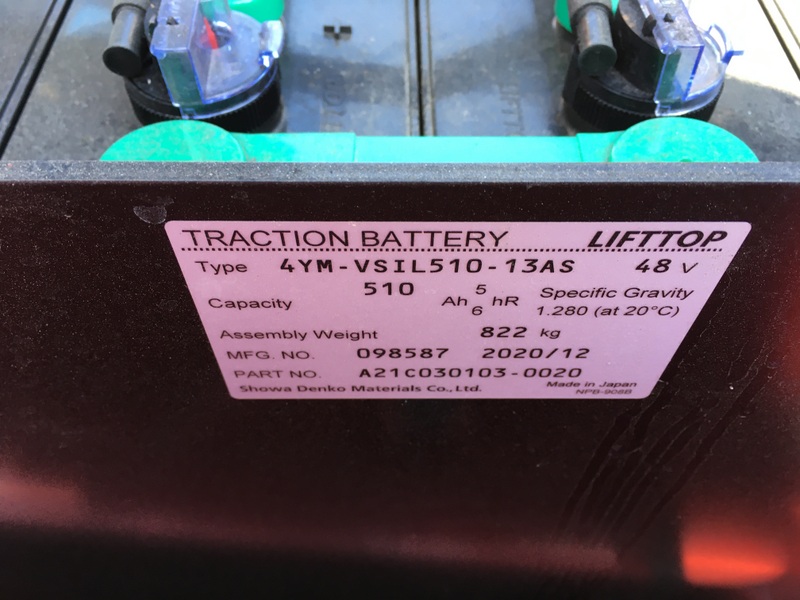 TRACTION BATTERY LIFTTOP
Type 4YM-VSIL510-13AS 48 V
Capacity 510 Ah 5 hR Specific Gravity
6 1.280 (at 20°C)
Assembly Weight 822 kg
MFG. NO. 098587 2020/12
PART NO. A21C030103-0020
Showa Denko Materials Co., Ltd. Made in Japan
NPB-908B